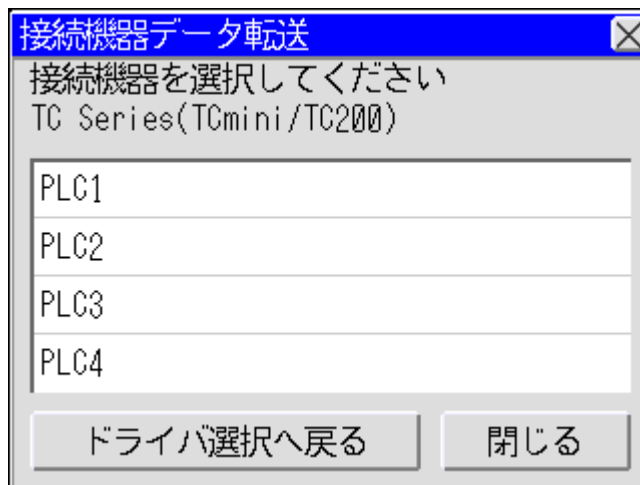 接続機器データ転送
接続機器を選択してください
TC Series(TCmini/TC200)
PLC1
PLC2
PLC3
PLC4
ドライバ選択へ戻る 閉じる